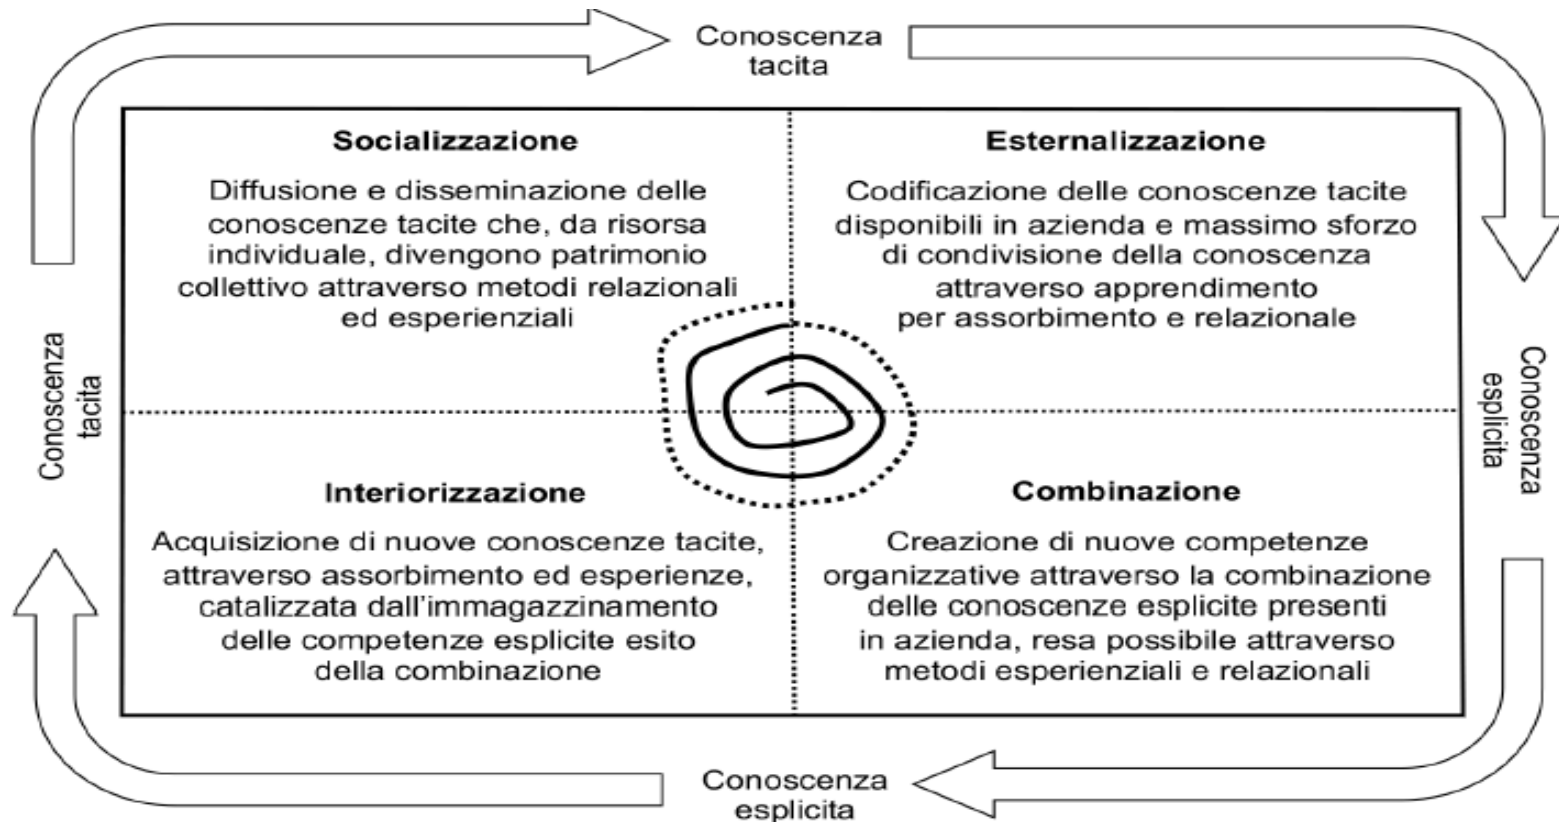 Conoscenza
tacita
Socializzazione
Diffusione e disseminazione delle
conoscenze tacite che, da risorsa
individuale, divengono patrimonio
collettivo attraverso metodi relazionali
ed esperienziali
Esternalizzazione
Codificazione delle conoscenze tacite
disponibili in azienda e massimo sforzo
di condivisione della conoscenza
attraverso apprendimento
per assorbimento e relazionale
Conoscenza
tacita
Conoscenza
esplicita
Interiorizzazione
Acquisizione di nuove conoscenze tacite,
attraverso assorbimento ed esperienze,
catalizzata dall'immagazzinamento
delle competenze esplicite esito
della combinazione
Combinazione
Creazione di nuove competenze
organizzative attraverso la combinazione
delle conoscenze esplicite presenti
in azienda, resa possibile attraverso
metodi esperienziali e relazionali
Conoscenza
esplicita